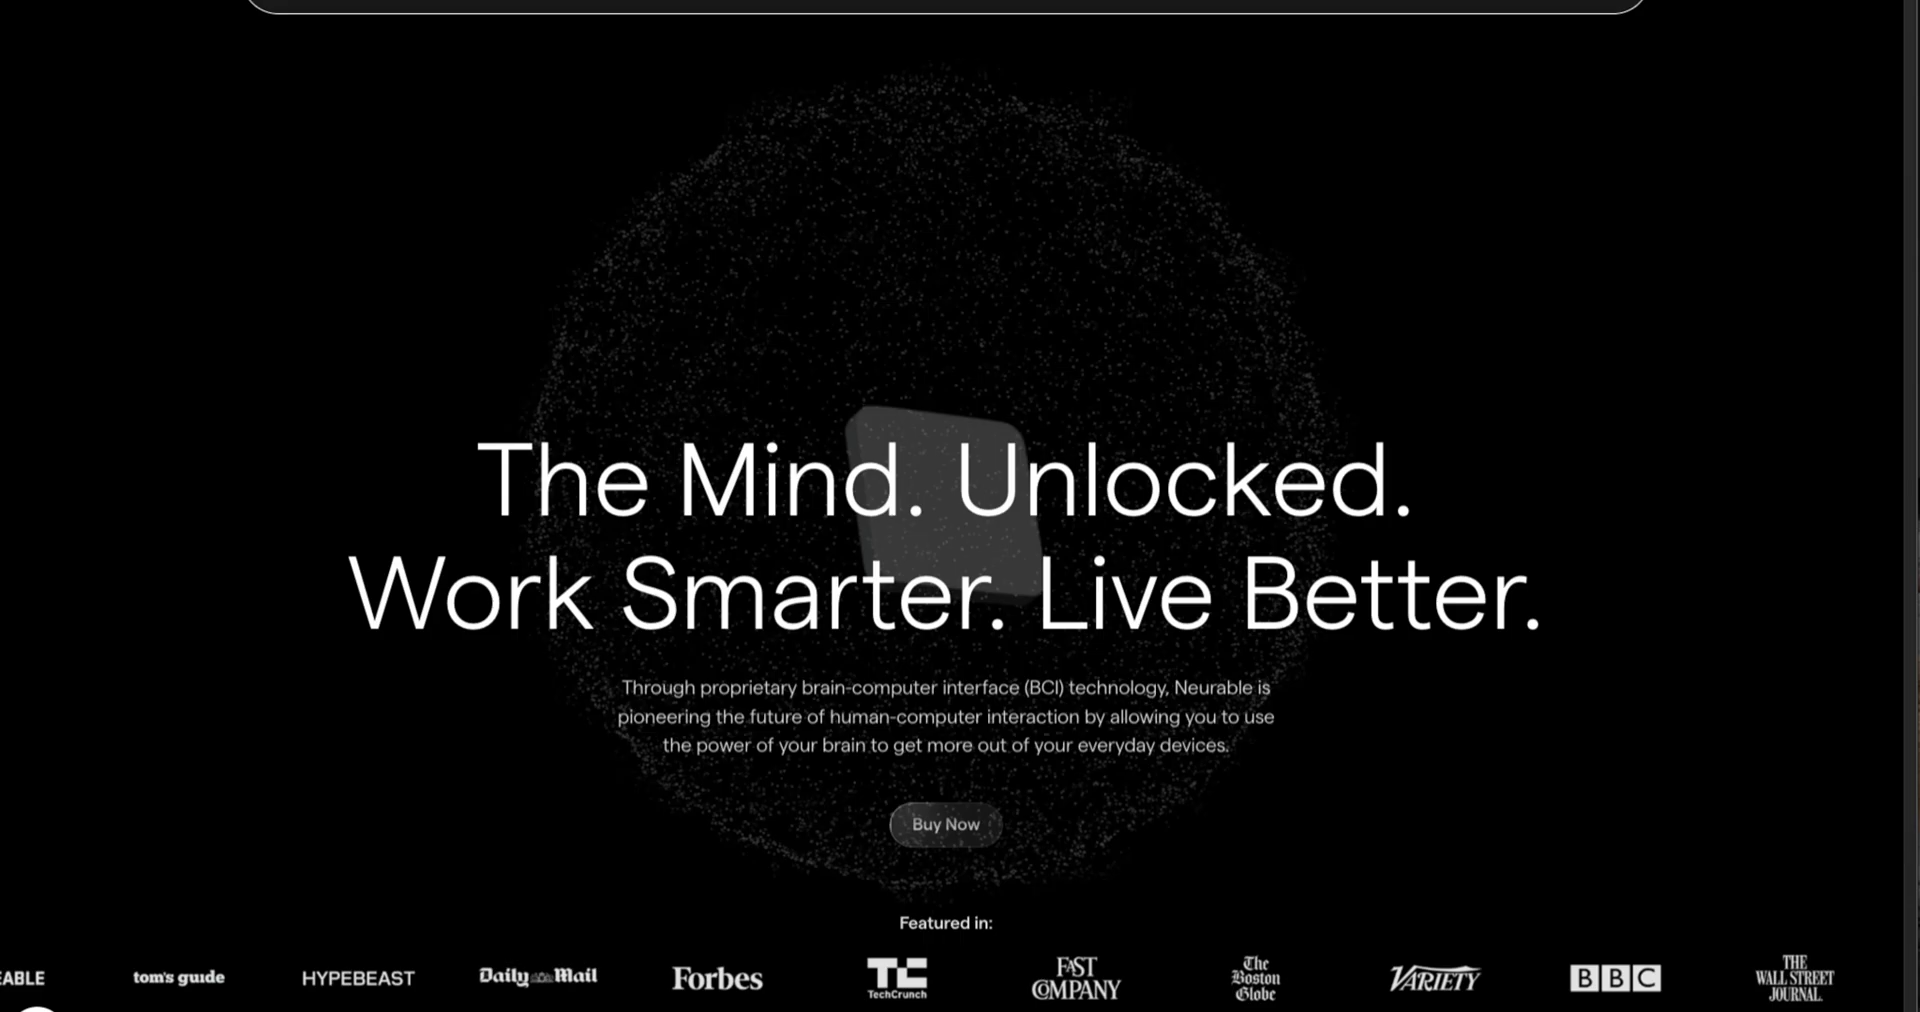 The Mind. Unlocked.
Work Smarter. Live Better.
Through proprietary brain-computer interface (BCI) technology, Neurable is
pioneering the future of human-computer interaction by allowing you to use
the power of your brain to get more out of your everyday devices.
Buy Now
Featured in:
EABLE
tom's guide
HYPEBEAST
Daily Mail
Forbes
TC
TechCrunch
FAST
COMPANY
The
Boston
Globe
VARIETY
BBC
THE
WALL STREET
JOURNAL.